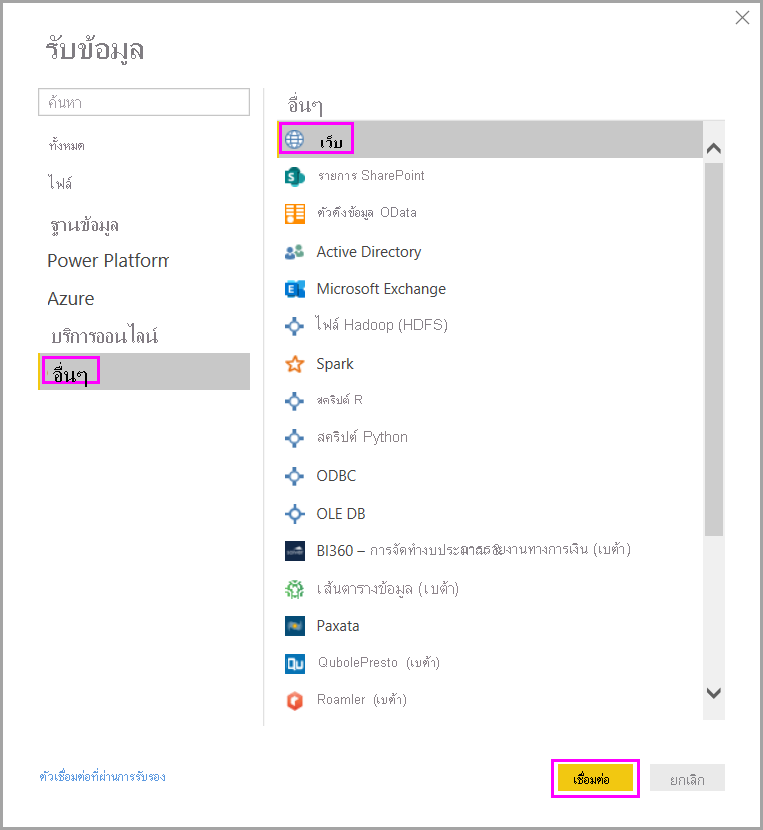 รับข้อมูล
ค้นหา
ทั้งหมด
ไฟล์
ฐานข้อมูล
Power Platform
Azure
บริการออนไลน์
อื่นๆ
อื่นๆ
เว็บ
รายการ SharePoint
ตัวดึงข้อมูล OData
Active Directory
Microsoft Exchange
ไฟล์ Hadoop (HDFS)
Spark
สคริปต์ R
สคริปต์ Python
ODBC
OLE DB
BI360 – การจัดทำงบประมาณ & การรายงานทางการเงิน (เบต้า)
เส้นตารางข้อมูล (เบต้า)
Paxata
QubolePresto (เบต้า)
Roamler (เบต้า)
ตัวเชื่อมต่อที่ผ่านการรับรอง
เชื่อมต่อ
ยกเลิก